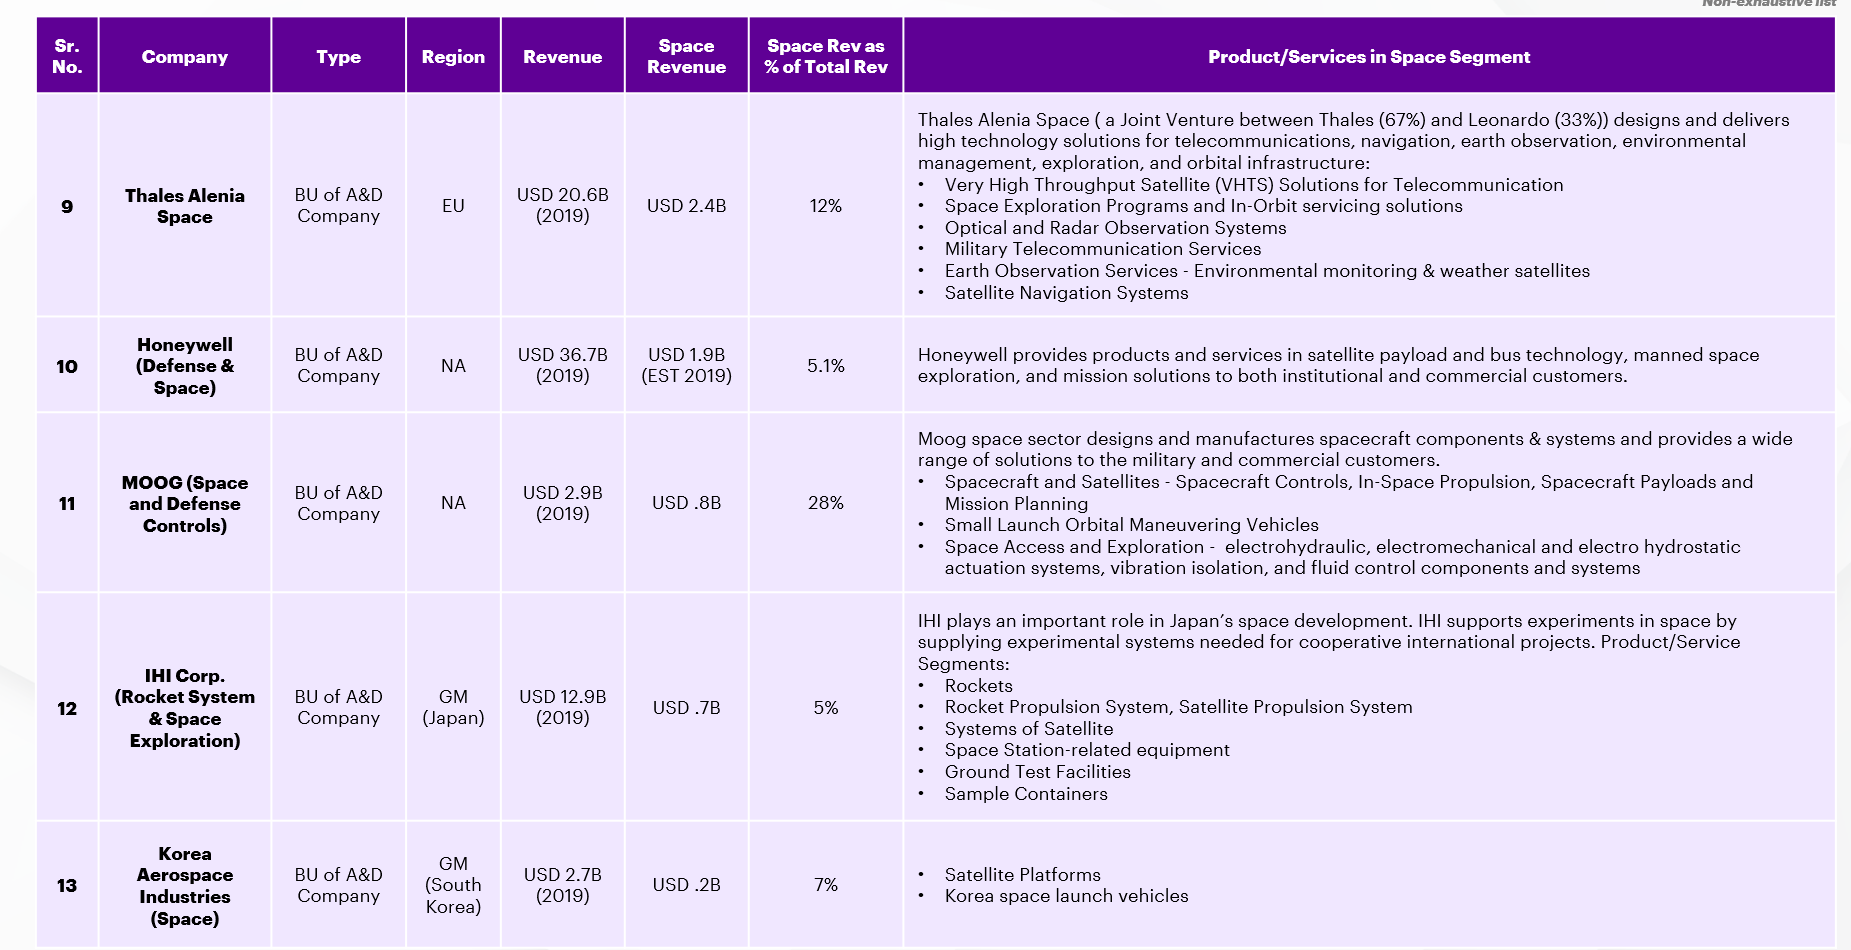 Non-exhaustive list
Sr. No.
Company
Type
Region
Revenue
Space Revenue
Space Rev as % of Total Rev
Product/Services in Space Segment
9
Thales Alenia
Space
BU of A&D
Company
EU
USD 20.6B
(2019)
USD 2.4B
12%
Thales Alenia Space ( a Joint Venture between Thales (67%) and Leonardo (33%)) designs and delivers
high technology solutions for telecommunications, navigation, earth observation, environmental
management, exploration, and orbital infrastructure:
• Very High Throughput Satellite (VHTS) Solutions for Telecommunication
• Space Exploration Programs and In-Orbit servicing solutions
• Optical and Radar Observation Systems
• Military Telecommunication Services
• Earth Observation Services - Environmental monitoring & weather satellites
• Satellite Navigation Systems
10
Honeywell
(Defense &
Space)
BU of A&D
Company
NA
USD 36.7B
(2019)
USD 1.9B
(EST 2019)
5.1%
Honeywell provides products and services in satellite payload and bus technology, manned space
exploration, and mission solutions to both institutional and commercial customers.
11
MOOG (Space
and Defense
Controls)
BU of A&D
Company
NA
USD 2.9B
(2019)
USD .8B
28%
Moog space sector designs and manufactures spacecraft components & systems and provides a wide
range of solutions to the military and commercial customers.
• Spacecraft and Satellites - Spacecraft Controls, In-Space Propulsion, Spacecraft Payloads and
Mission Planning
• Small Launch Orbital Maneuvering Vehicles
• Space Access and Exploration - electrohydraulic, electromechanical and electro hydrostatic
actuation systems, vibration isolation, and fluid control components and systems
12
IHI Corp.
(Rocket System
& Space
Exploration)
BU of A&D
Company
GM
(Japan)
USD 12.9B
(2019)
USD .7B
5%
IHI plays an important role in Japan's space development. IHI supports experiments in space by
supplying experimental systems needed for cooperative international projects. Product/Service
Segments:
• Rockets
• Rocket Propulsion System, Satellite Propulsion System
• Systems of Satellite
• Space Station-related equipment
• Ground Test Facilities
• Sample Containers
13
Korea
Aerospace
Industries
(Space)
BU of A&D
Company
GM
(South
Korea)
USD 2.7B
(2019)
USD .2B
7%
• Satellite Platforms
• Korea space launch vehicles